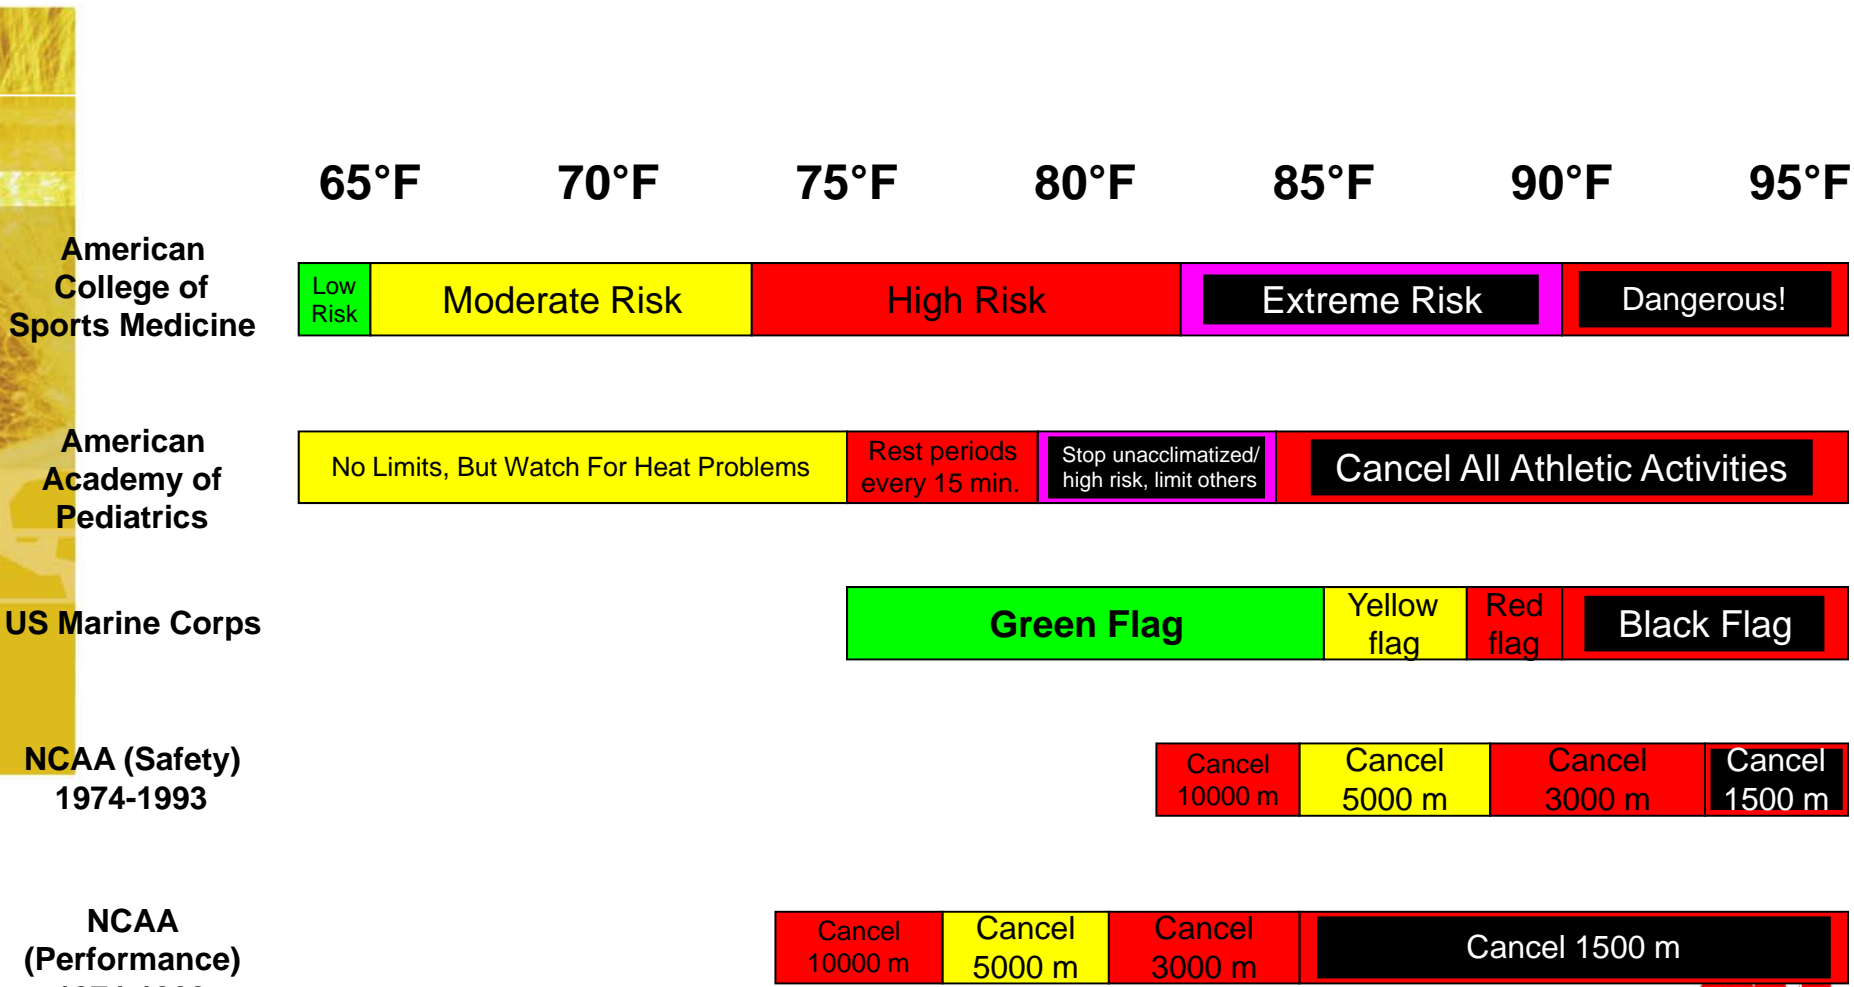 65°F 70°F 75°F 80°F 85°F 90°F 95°F
American
College of
Sports Medicine
Low
Risk
Moderate Risk
High Risk
Extreme Risk
Dangerous!
American
Academy of
Pediatrics
No Limits, But Watch For Heat Problems
Rest periods
every 15 min.
Stop unacclimatized/
high risk, limit others
Cancel All Athletic Activities
US Marine Corps
Green Flag
Yellow
flag
Red
flag
Black Flag
NCAA (Safety)
1974-1993
Cancel
10000 m
Cancel
5000 m
Cancel
3000 m
Cancel
1500 m
NCAA
(Performance)
Cancel
10000 m
Cancel
5000 m
Cancel
3000 m
Cancel 1500 m